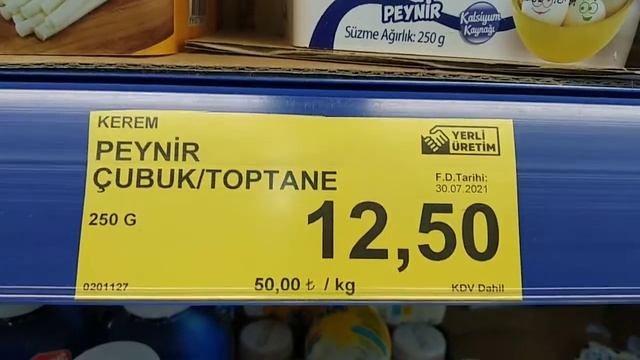 PEYNİR
Süzme Ağırlık: 250 g
Kalsiyum
Kaynağı
KEREM
PEYNİR
ÇUBUK/TOPTANE
YERLİ
ÜRETİM
F.D.Tarihi:
30.07.2021
250 G
12,50
0201127
50,00 ₺ / kg
KDV Dahil